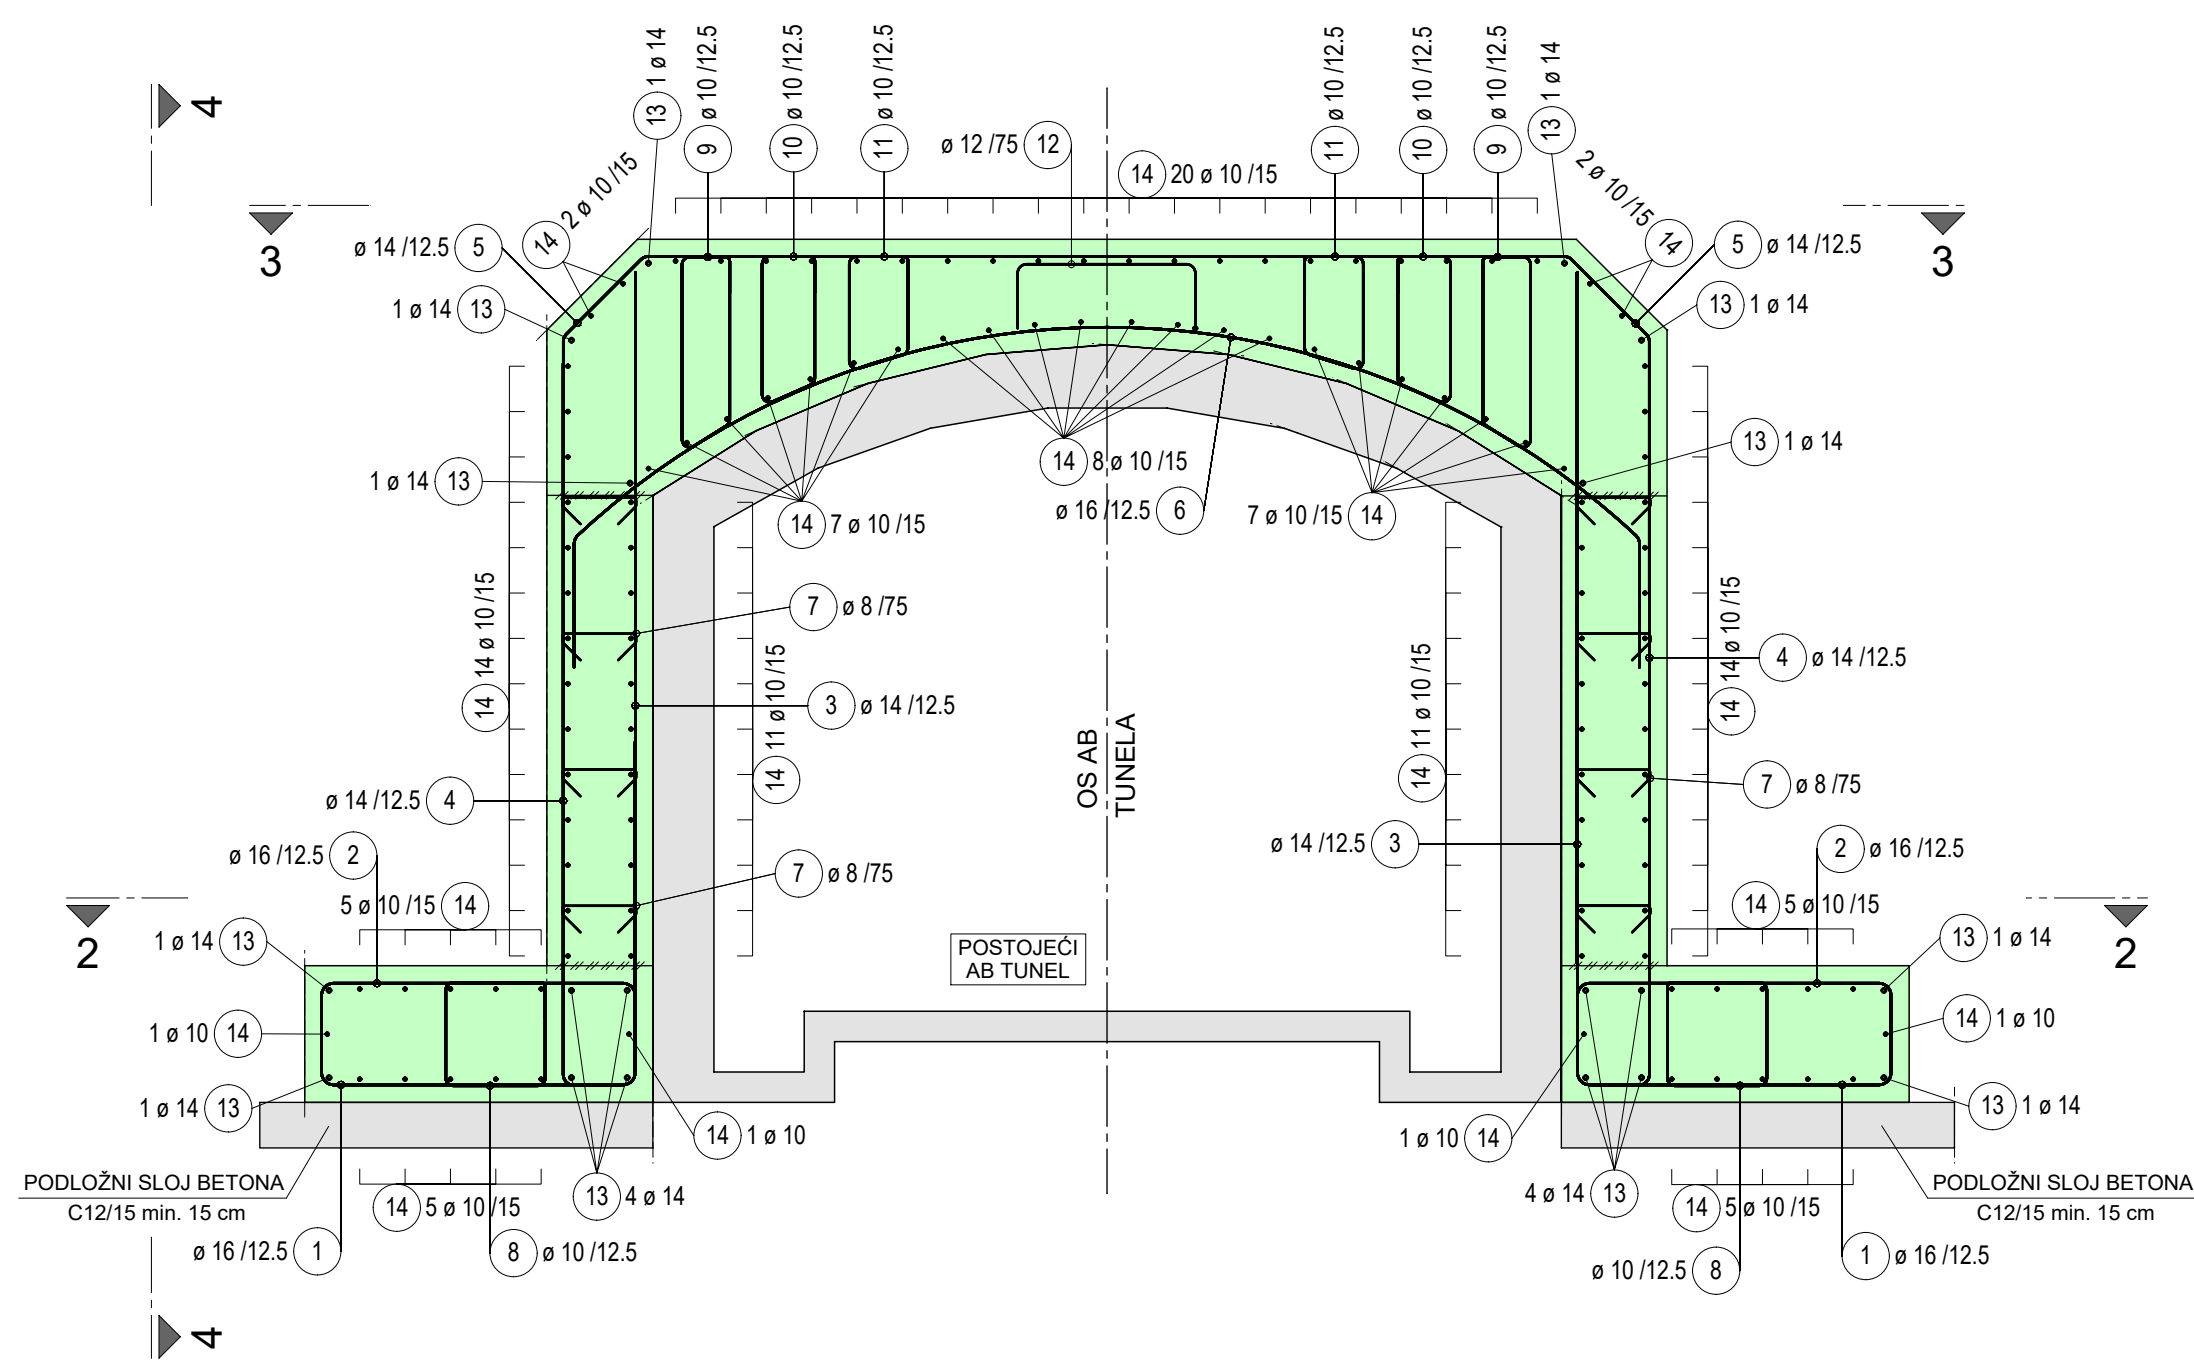 4
13 1 ø 14
9 ø 10 /12.5
10 ø 10 /12.5
11 ø 10 /12.5
ø 12 /75 12
14 20 ø 10 /15
11 ø 10 /12.5
10 ø 10 /12.5
9 ø 10 /12.5
13 1 ø 14
3
ø 14 /12.5 5
14 2 ø 10 /15
2 ø 10 /15 14
5 ø 14 /12.5
3
1 ø 14 13
13 1 ø 14
1 ø 14 13
14 7 ø 10 /15
14 8 ø 10 /15
ø 16 /12.5 6
7 ø 10 /15 14
13 1 ø 14
14 14 ø 10 /15
7 ø 8 /75
3 ø 14 /12.5
14 11 ø 10 /15
OS AB
TUNELA
14 11 ø 10 /15
14 14 ø 10 /15
4 ø 14 /12.5
ø 14 /12.5 4
7 ø 8 /75
ø 16 /12.5 2
7 ø 8 /75
ø 14 /12.5 3
2 ø 16 /12.5
2
5 ø 10 /15 14
14 5 ø 10 /15
2
1 ø 14 13
POSTOJEĆI
AB TUNEL
13 1 ø 14
1 ø 10 14
14 1 ø 10
1 ø 14 13
14 1 ø 10
1 ø 10 14
13 1 ø 14
PODLOŽNI SLOJ BETONA
C12/15 min. 15 cm
14 5 ø 10 /15
13 4 ø 14
4 ø 14 13
14 5 ø 10 /15
PODLOŽNI SLOJ BETONA
C12/15 min. 15 cm
ø 16 /12.5 1
8 ø 10 /12.5
ø 10 /12.5 8
1 ø 16 /12.5
4